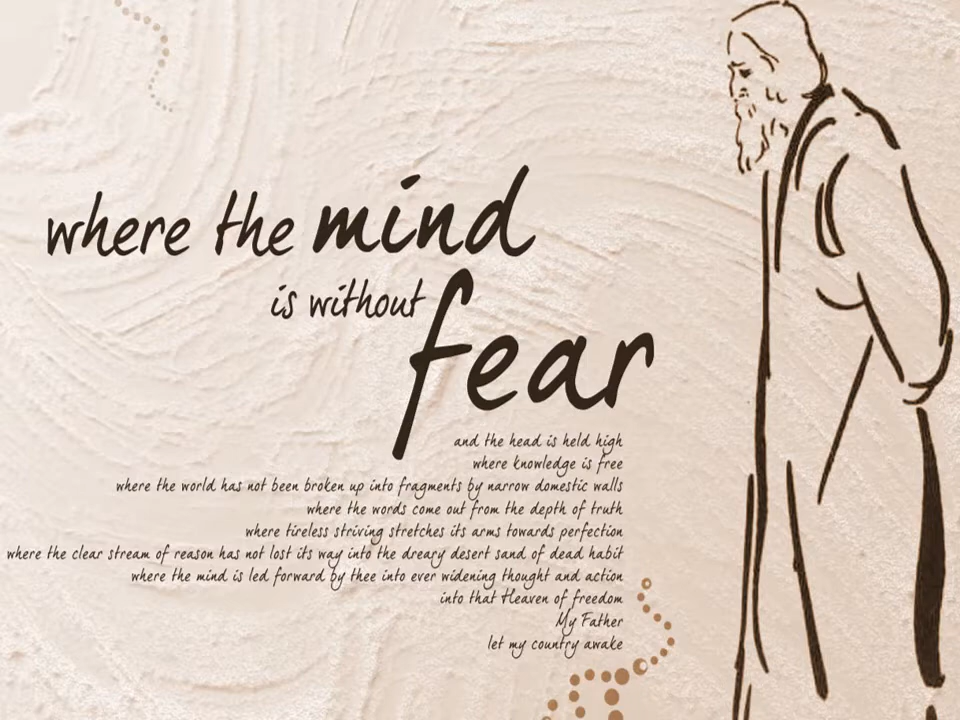 where the mind
is without
fear
and the head is held high
where knowledge is free
where the world has not been broken up into fragments by narrow domestic walls
where the words come out from the depth of truth
where tireless striving stretches its arms towards perfection
where the clear stream of reason has not lost its way into the dreary desert sand of dead habit
where the mind is led forward by thee into ever widening thought and action
into that Heaven of freedom
My Father
let my country awake